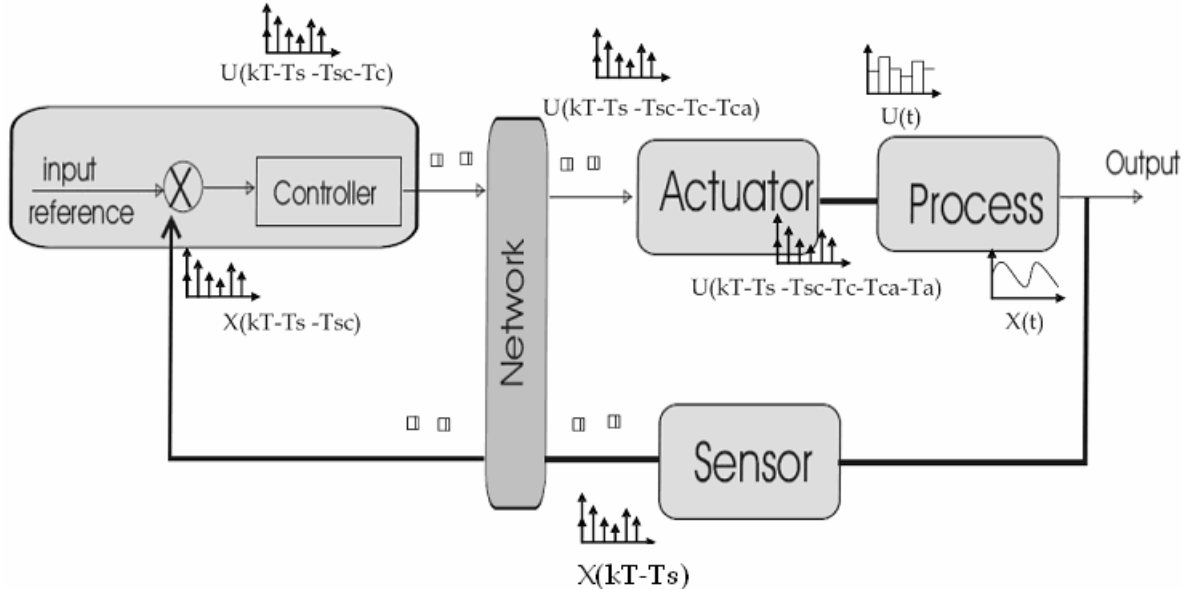 U(kT-Ts -Tsc-Tc)
U(kT-Ts -Tsc-Tc-Tca)
U(t)
input
reference
X
Controller
Network
Actuator
Process
Output
U(kT-Ts -Tsc-Tc-Tca-Ta)
X(t)
X(kT-Ts -Tsc)
Sensor
X(kT-Ts)